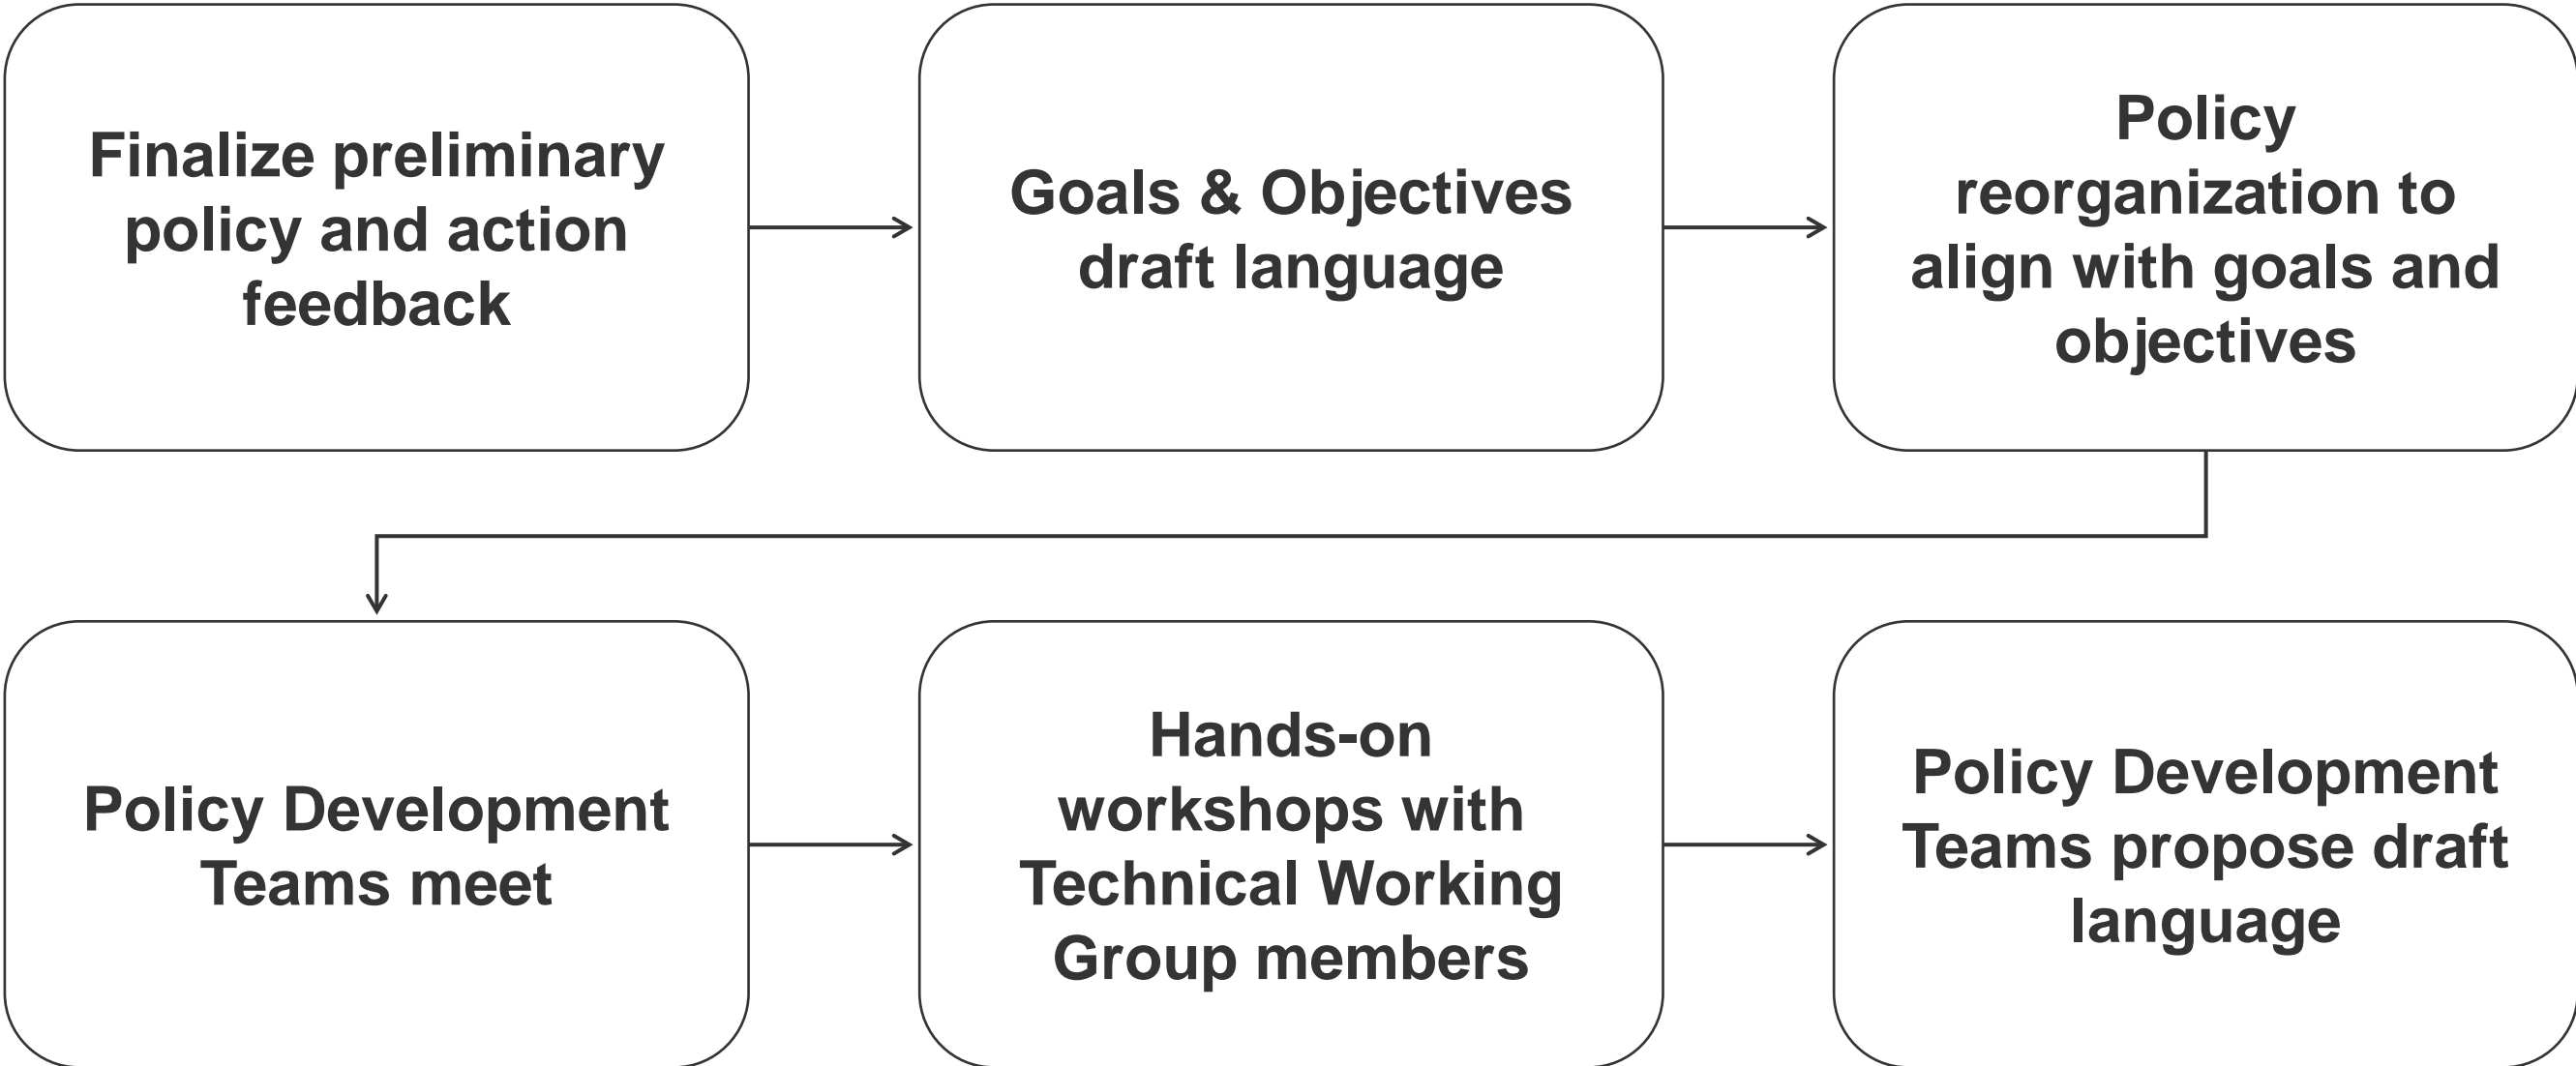 Finalize preliminary
policy and action
feedback
Goals & Objectives
draft language
Policy
reorganization to
align with goals and
objectives
Policy Development
Teams meet
Hands-on
workshops with
Technical Working
Group members
Policy Development
Teams propose draft
language